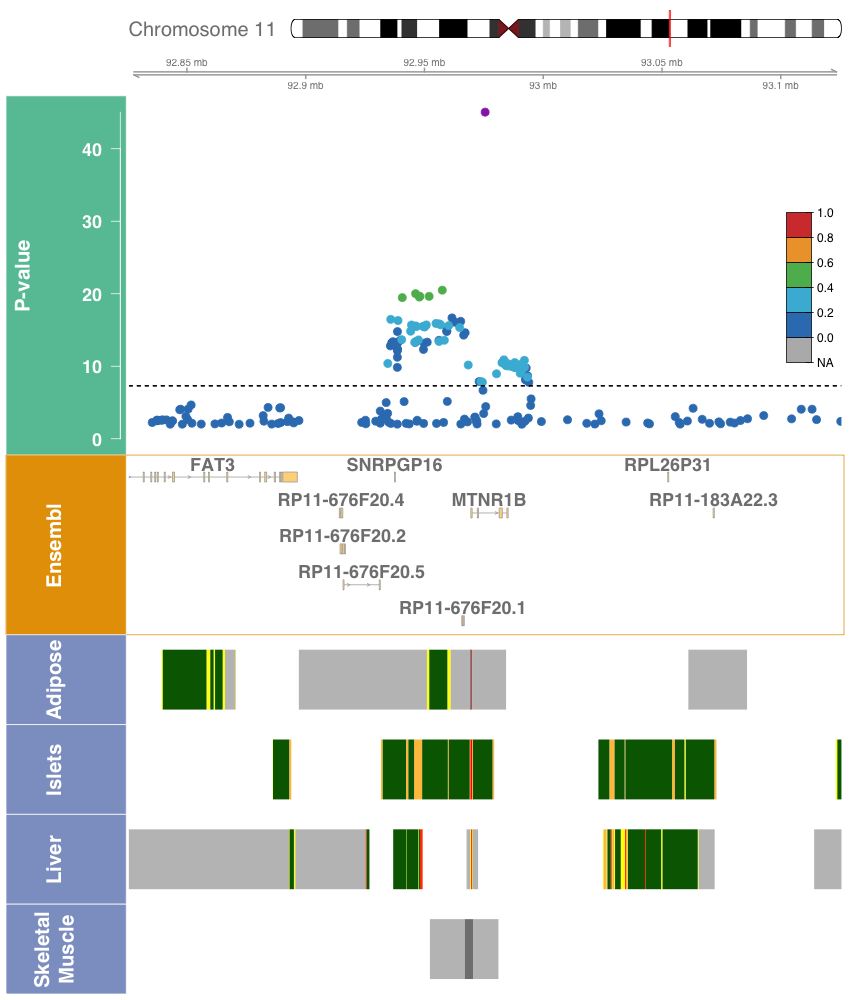 Chromosome 11
92.85 mb
92.95 mb
93.05 mb
92.9 mb
93 mb
93.1 mb
P-value
40
30
20
10
0
1.0
0.8
0.6
0.4
0.2
0.0
NA
Ensembl
FAT3
SNRPGP16
RPL26P31
RP11-676F20.4
MTNR1B
RP11-183A22.3
RP11-676F20.2
RP11-676F20.5
RP11-676F20.1
Adipose
Islets
Liver
Skeletal
Muscle